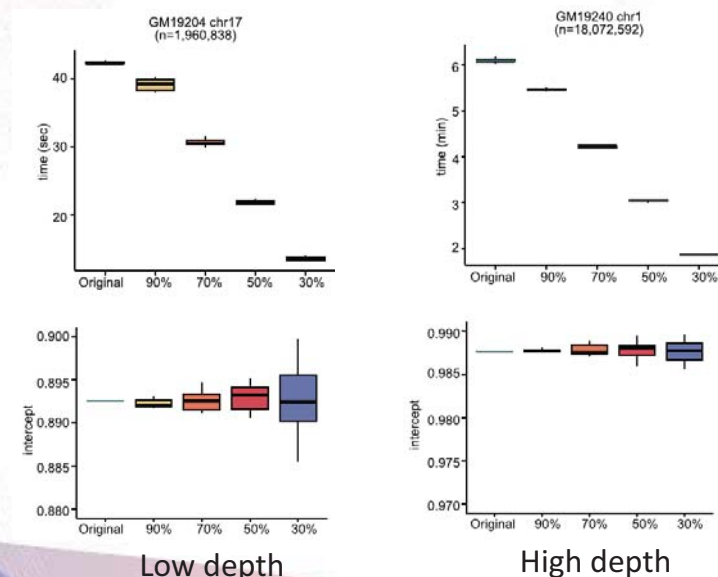 GM19204 chr17
(n=1,960,838)
time (sec)
40
30
20
Original 90% 70% 50% 30%
GM19240 chr1
(n=18,072,592)
time (min)
6
5
4
3
2
Original 90% 70% 50% 30%
intercept
0.900
0.895
0.890
0.885
0.880
Original 90% 70% 50% 30%
Low depth
intercept
0.990
0.985
0.980
0.975
0.970
Original 90% 70% 50% 30%
High depth